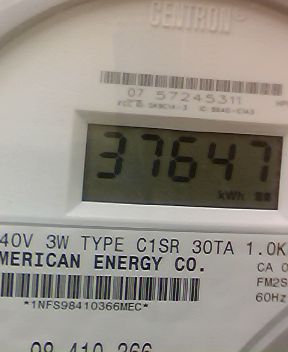 CENTRON®
07 57245311
37647
kWh
40V 3W TYPE C1SR 30TA 1.0K
MERICAN ENERGY CO.
CA 0
FM2S
60Hz
*1NFS98410366MEC*
98 410 366